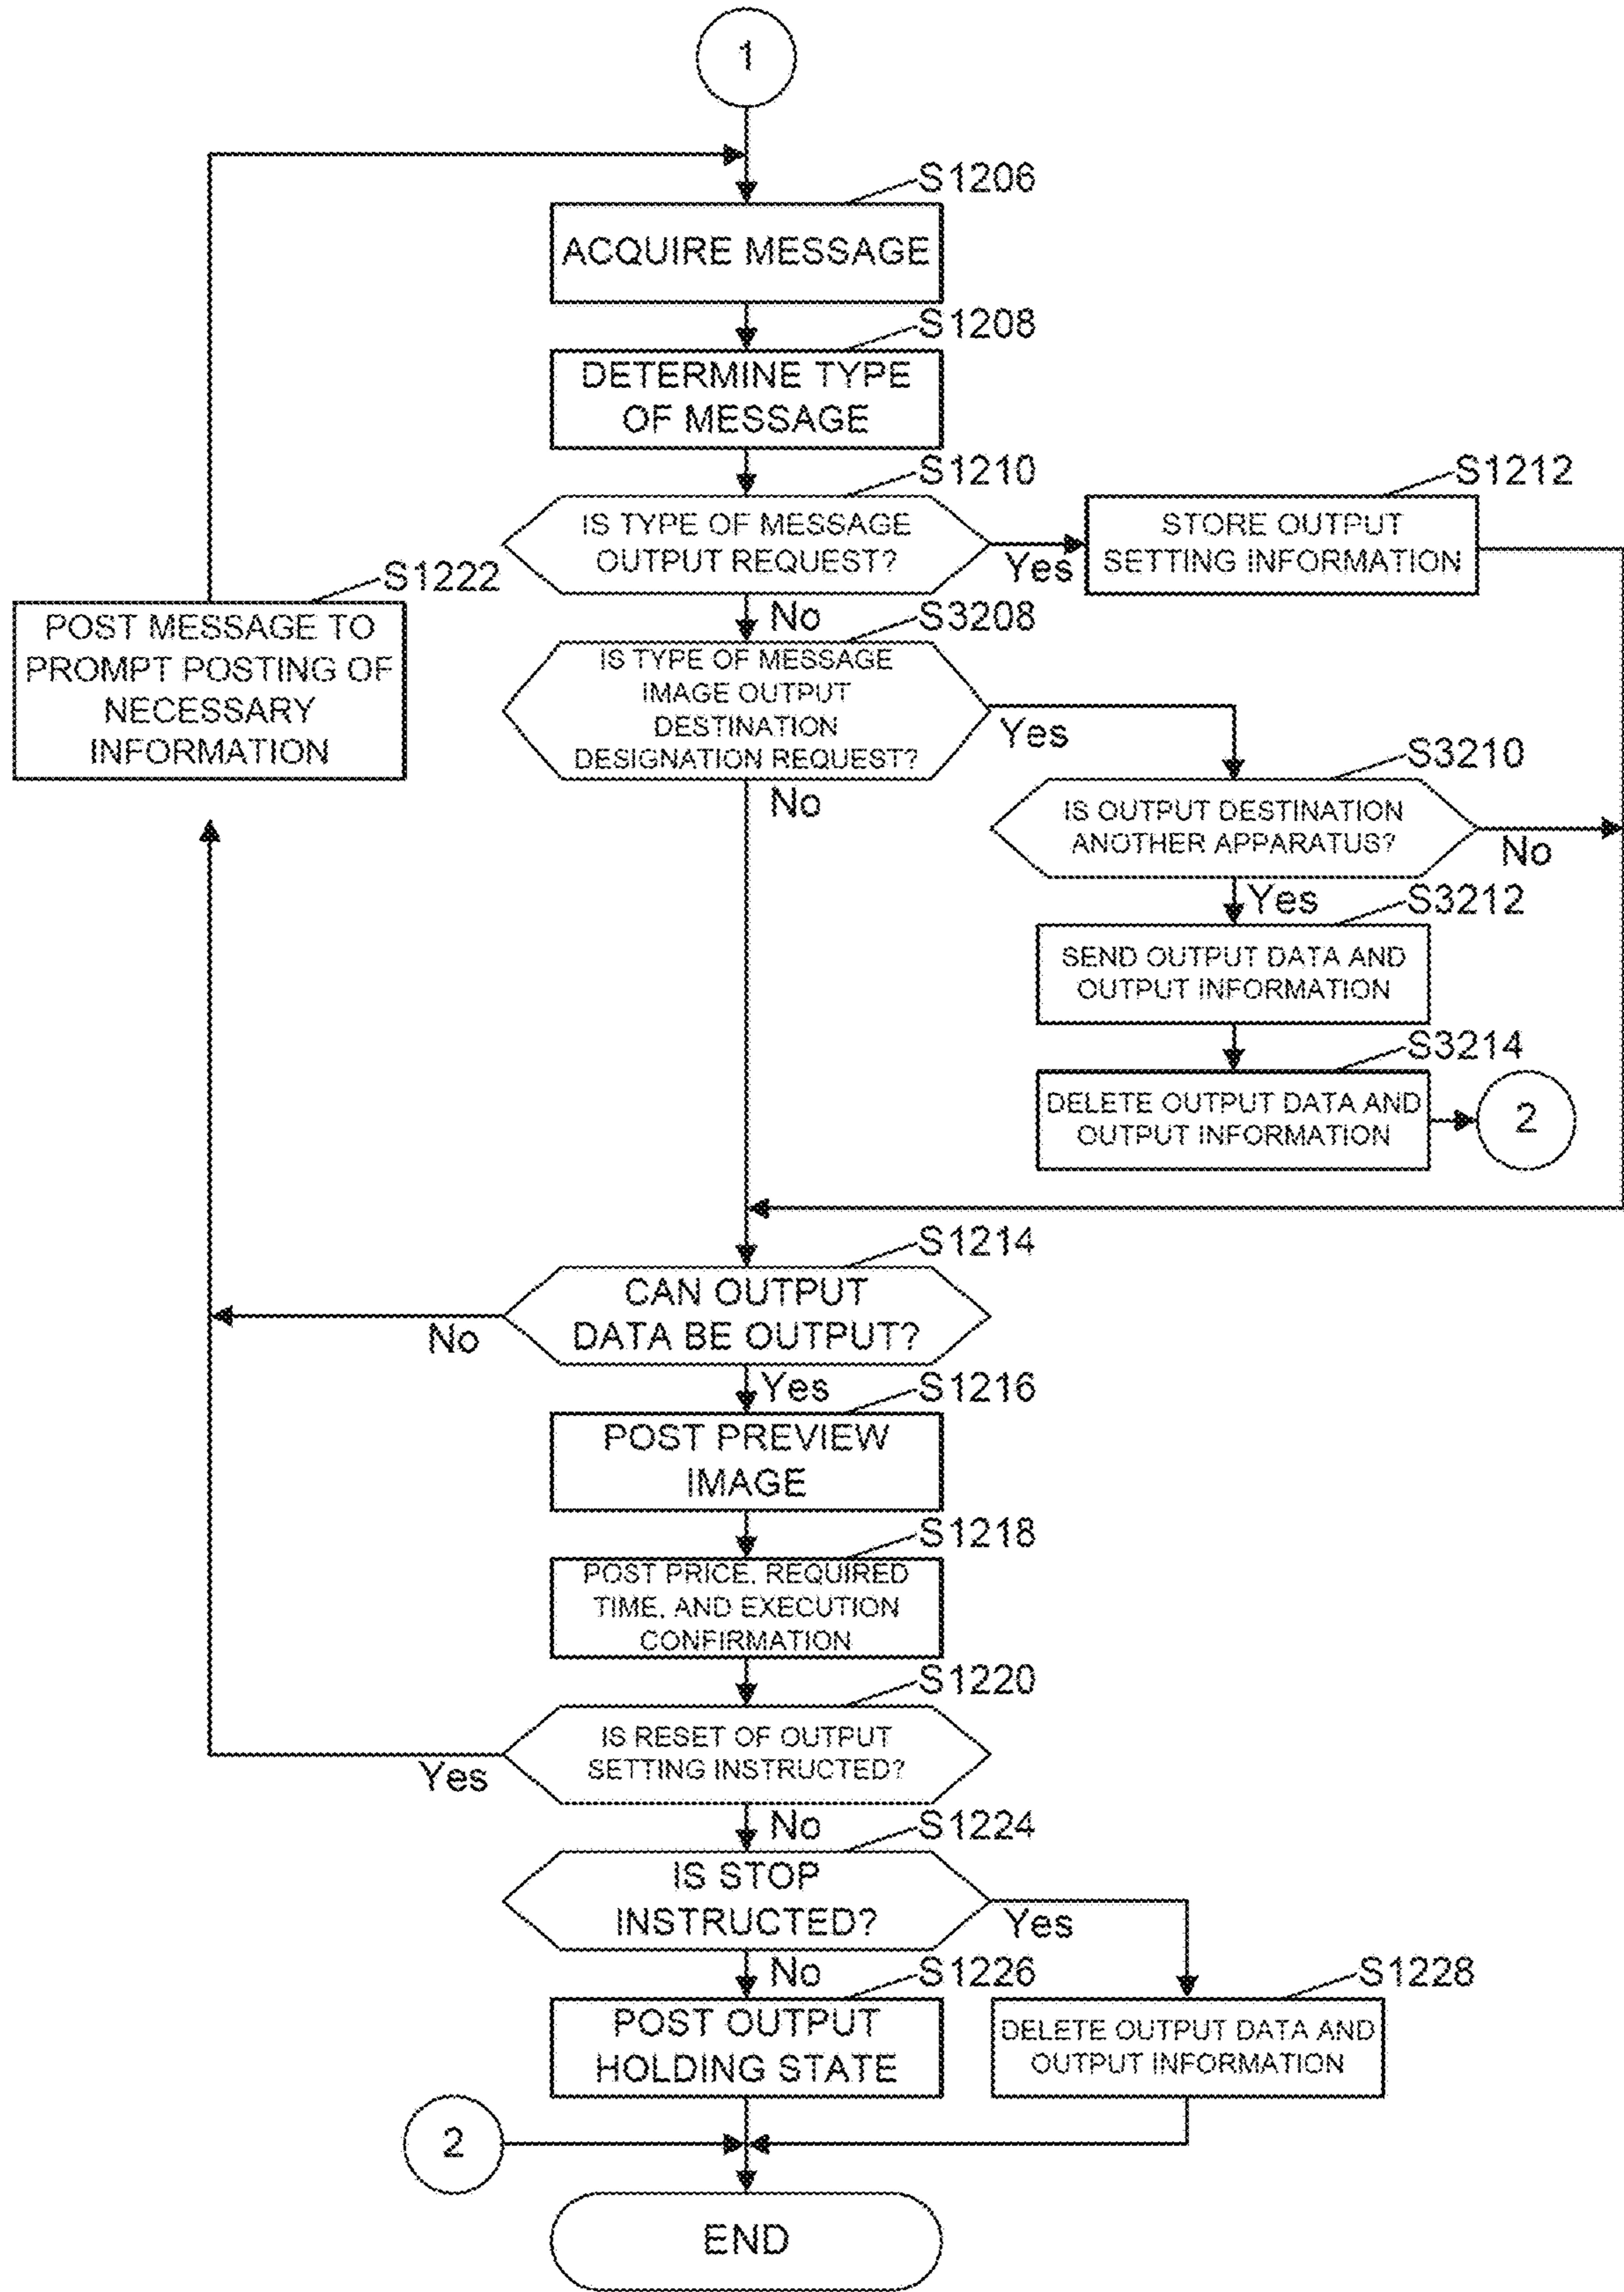 1
S1206
ACQUIRE MESSAGE
S1208
DETERMINE TYPE
OF MESSAGE
S1210
IS TYPE OF MESSAGE
OUTPUT REQUEST?
Yes
S1212
STORE OUTPUT
SETTING INFORMATION
No
S1222
POST MESSAGE TO
PROMPT POSTING OF
NECESSARY
INFORMATION
S3208
IS TYPE OF MESSAGE
IMAGE OUTPUT
DESTINATION
DESIGNATION REQUEST?
Yes
No
S3210
IS OUTPUT DESTINATION
ANOTHER APPARATUS?
No
Yes
S3212
SEND OUTPUT DATA AND
OUTPUT INFORMATION
S3214
DELETE OUTPUT DATA AND
OUTPUT INFORMATION
2
S1214
CAN OUTPUT
DATA BE OUTPUT?
No
Yes
S1216
POST PREVIEW
IMAGE
S1218
POST PRICE, REQUIRED
TIME, AND EXECUTION
CONFIRMATION
S1220
IS RESET OF OUTPUT
SETTING INSTRUCTED?
Yes
No
S1224
IS STOP
INSTRUCTED?
Yes
No
S1226
POST OUTPUT
HOLDING STATE
S1228
DELETE OUTPUT DATA AND
OUTPUT INFORMATION
2
END